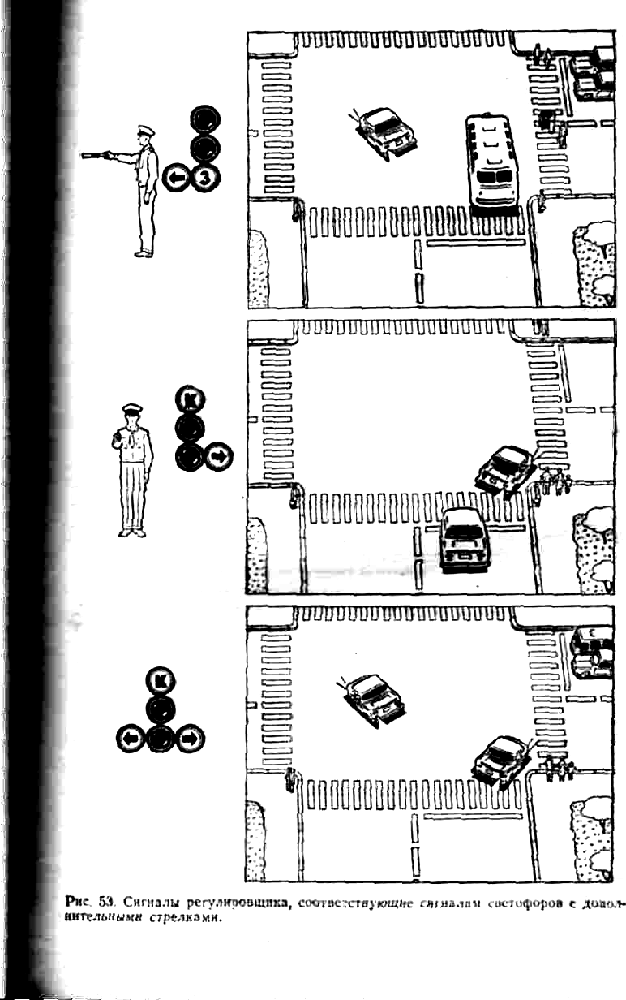 З
К
К
Рис. 53. Сигналы регулировщика, соответствующие сигналам светофоров с допол-
нительными стрелками.